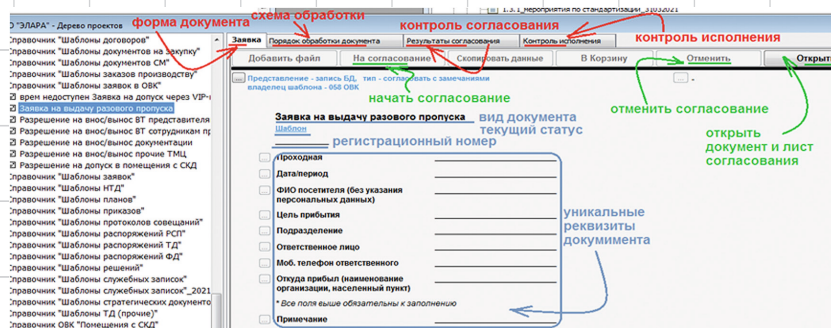 1.3.1_мероприятия по стандартизации_31032021
О "ЭЛАРА" - Дерево проектов
форма документа
схема обработки
контроль согласования
контроль исполнения
Заявка
Порядок обработки документа
Результаты согласования
Контроль исполнения
Добавить файл
На согласование
Скопировать данные
В Корзину
Отменить
Открыть
Справочник "Шаблоны договоров"
Справочник "Шаблоны документов на закупку"
Справочник "Шаблоны документов СМ"
Справочник "Шаблоны заказов производству"
Справочник "Шаблоны заявок в ОВК"
врем недоступен Заявка на допуск через VIP-
Заявка на выдачу разового пропуска
Разрешение на внос/вынос ВТ представителя
Разрешение на внос/вынос ВТ сотрудникам пр
Разрешение на внос/вынос документации
Разрешение на внос/вынос прочие ТМЦ
Разрешение на допуск в помещения с СКД
Справочник "Шаблоны заявок"
Справочник "Шаблоны НТД"
Справочник "Шаблоны планов"
Справочник "Шаблоны приказов"
Справочник "Шаблоны протоколов совещаний"
Справочник "Шаблоны распоряжений РСП"
Справочник "Шаблоны распоряжений ТД"
Справочник "Шаблоны распоряжений ФД"
Справочник "Шаблоны решений"
Справочник "Шаблоны служебных записок"
Справочник "Шаблоны служебных записок"_2021
Справочник "Шаблоны стратегических документо
Справочник "Шаблоны ТД (прочие)"
Справочник ОВК "Помещения с СКД"
Представление - запись БД, тип - согласовать с замечаниями
владелец шаблона - 058 ОВК
-
начать согласование
отменить согласование
открыть
документ и лист
согласования
Заявка на выдачу разового пропуска
вид документа
Шаблон
текущий статус
регистрационный номер
Проходная
Дата/период
ФИО посетителя (без указания
персональных данных)
Цель прибытия
Подразделение
Ответственное лицо
Моб. телефон ответственного
Откуда прибыл (наименование
организации, населенный пункт)
* Все поля выше обязательны к заполнению
Примечание
уникальные
реквизиты
докумимента